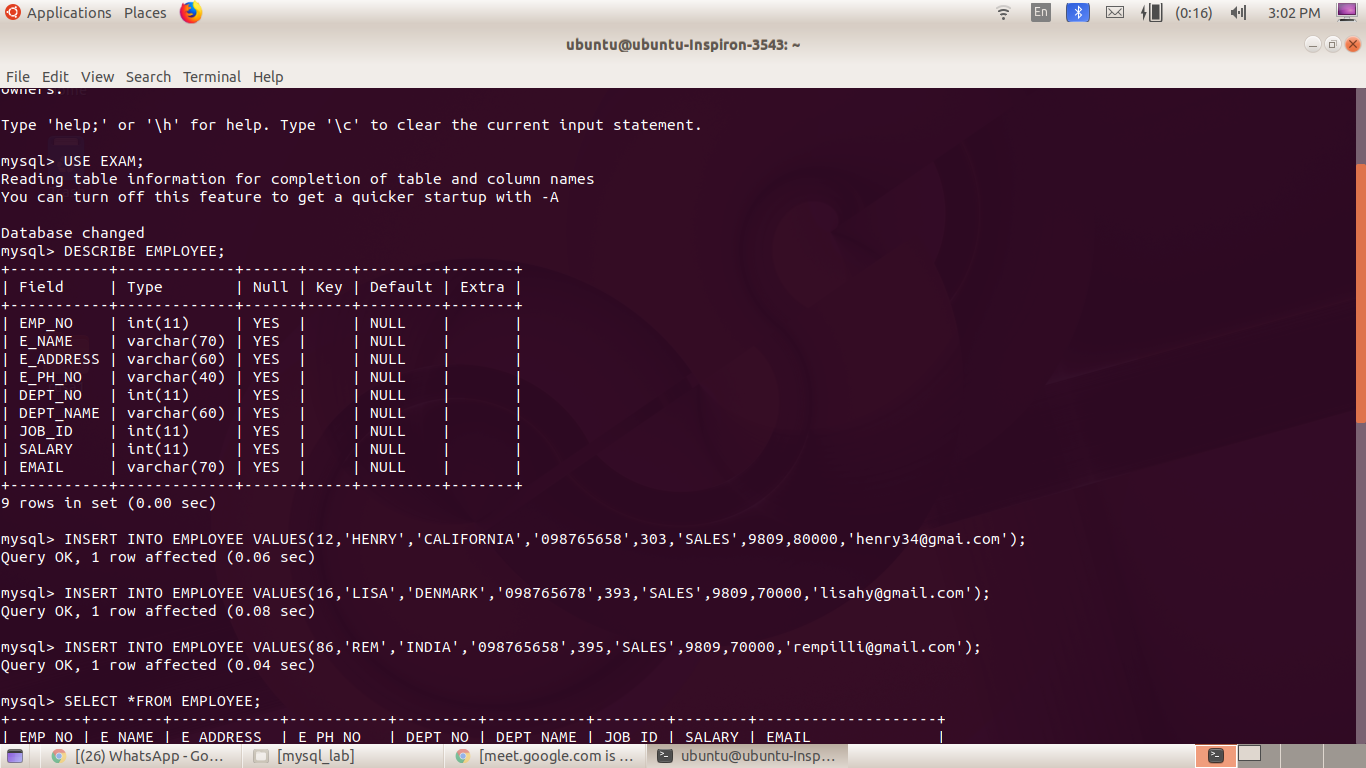 Applications Places En (0:16) 3:02 PM
ubuntu@ubuntu-Inspiron-3543: ~
File Edit View Search Terminal Help
owners.
Type 'help;' or '\h' for help. Type '\c' to clear the current input statement.
mysql> USE EXAM;
Reading table information for completion of table and column names
You can turn off this feature to get a quicker startup with -A
Database changed
mysql> DESCRIBE EMPLOYEE;
+-----------+-------------+------+-----+---------+-------+
| Field     | Type        | Null | Key | Default | Extra |
+-----------+-------------+------+-----+---------+-------+
| EMP_NO    | int(11)     | YES  |     | NULL    |       |
| E_NAME    | varchar(70) | YES  |     | NULL    |       |
| E_ADDRESS | varchar(60) | YES  |     | NULL    |       |
| E_PH_NO   | varchar(40) | YES  |     | NULL    |       |
| DEPT_NO   | int(11)     | YES  |     | NULL    |       |
| DEPT_NAME | varchar(60) | YES  |     | NULL    |       |
| JOB_ID    | int(11)     | YES  |     | NULL    |       |
| SALARY    | int(11)     | YES  |     | NULL    |       |
| EMAIL     | varchar(70) | YES  |     | NULL    |       |
+-----------+-------------+------+-----+---------+-------+
9 rows in set (0.00 sec)
mysql> INSERT INTO EMPLOYEE VALUES(12,'HENRY','CALIFORNIA','098765658',303,'SALES',9809,80000,'henry34@gmai.com');
Query OK, 1 row affected (0.06 sec)
mysql> INSERT INTO EMPLOYEE VALUES(16,'LISA','DENMARK','098765678',393,'SALES',9809,70000,'lisahy@gmail.com');
Query OK, 1 row affected (0.08 sec)
mysql> INSERT INTO EMPLOYEE VALUES(86,'REM','INDIA','098765658',395,'SALES',9809,70000,'rempilli@gmail.com');
Query OK, 1 row affected (0.04 sec)
mysql> SELECT *FROM EMPLOYEE;
+--------+--------+------------+-----------+---------+-----------+--------+--------+--------------------+
| EMP_NO | E_NAME | E_ADDRESS  | E_PH_NO   | DEPT_NO | DEPT_NAME | JOB_ID | SALARY | EMAIL              |
[(26) WhatsApp - Go... [mysql_lab] [meet.google.com is ... ubuntu@ubuntu-Insp...